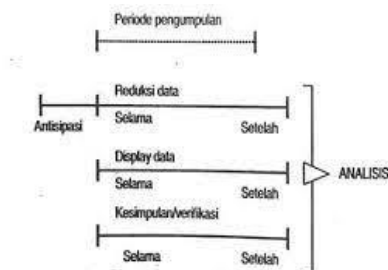 Periode pengumpulan
Reduksi data
Antisipasi
Selama
Setelah
Display data
Selama
Setelah
ANALISIS
Kesimpulan/verifikasi
Selama
Setelah